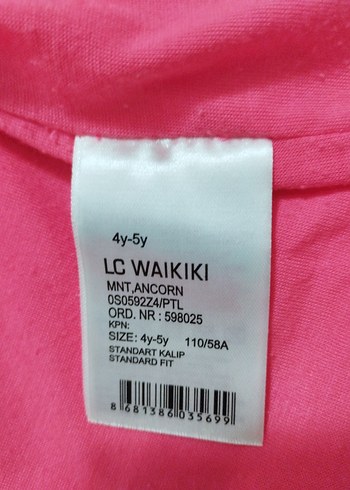 4y-5y
LC WAIKIKI
MNT,ANCORN
0S0592Z4/PTL
ORD. NR : 598025
KPN:
SIZE: 4y-5y 110/58A
STANDART KALIP
STANDARD FIT
8 681386 035699